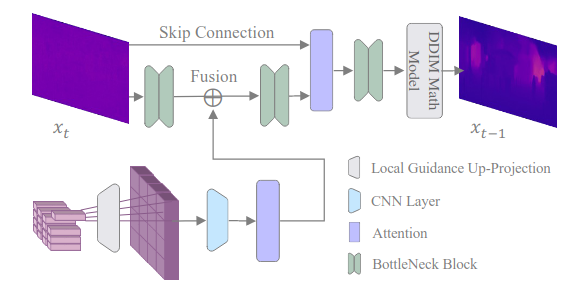 Skip Connection
Fusion
DDIM Math
Model
x_t
x_{t-1}
Local Guidance Up-Projection
CNN Layer
Attention
BottleNeck Block